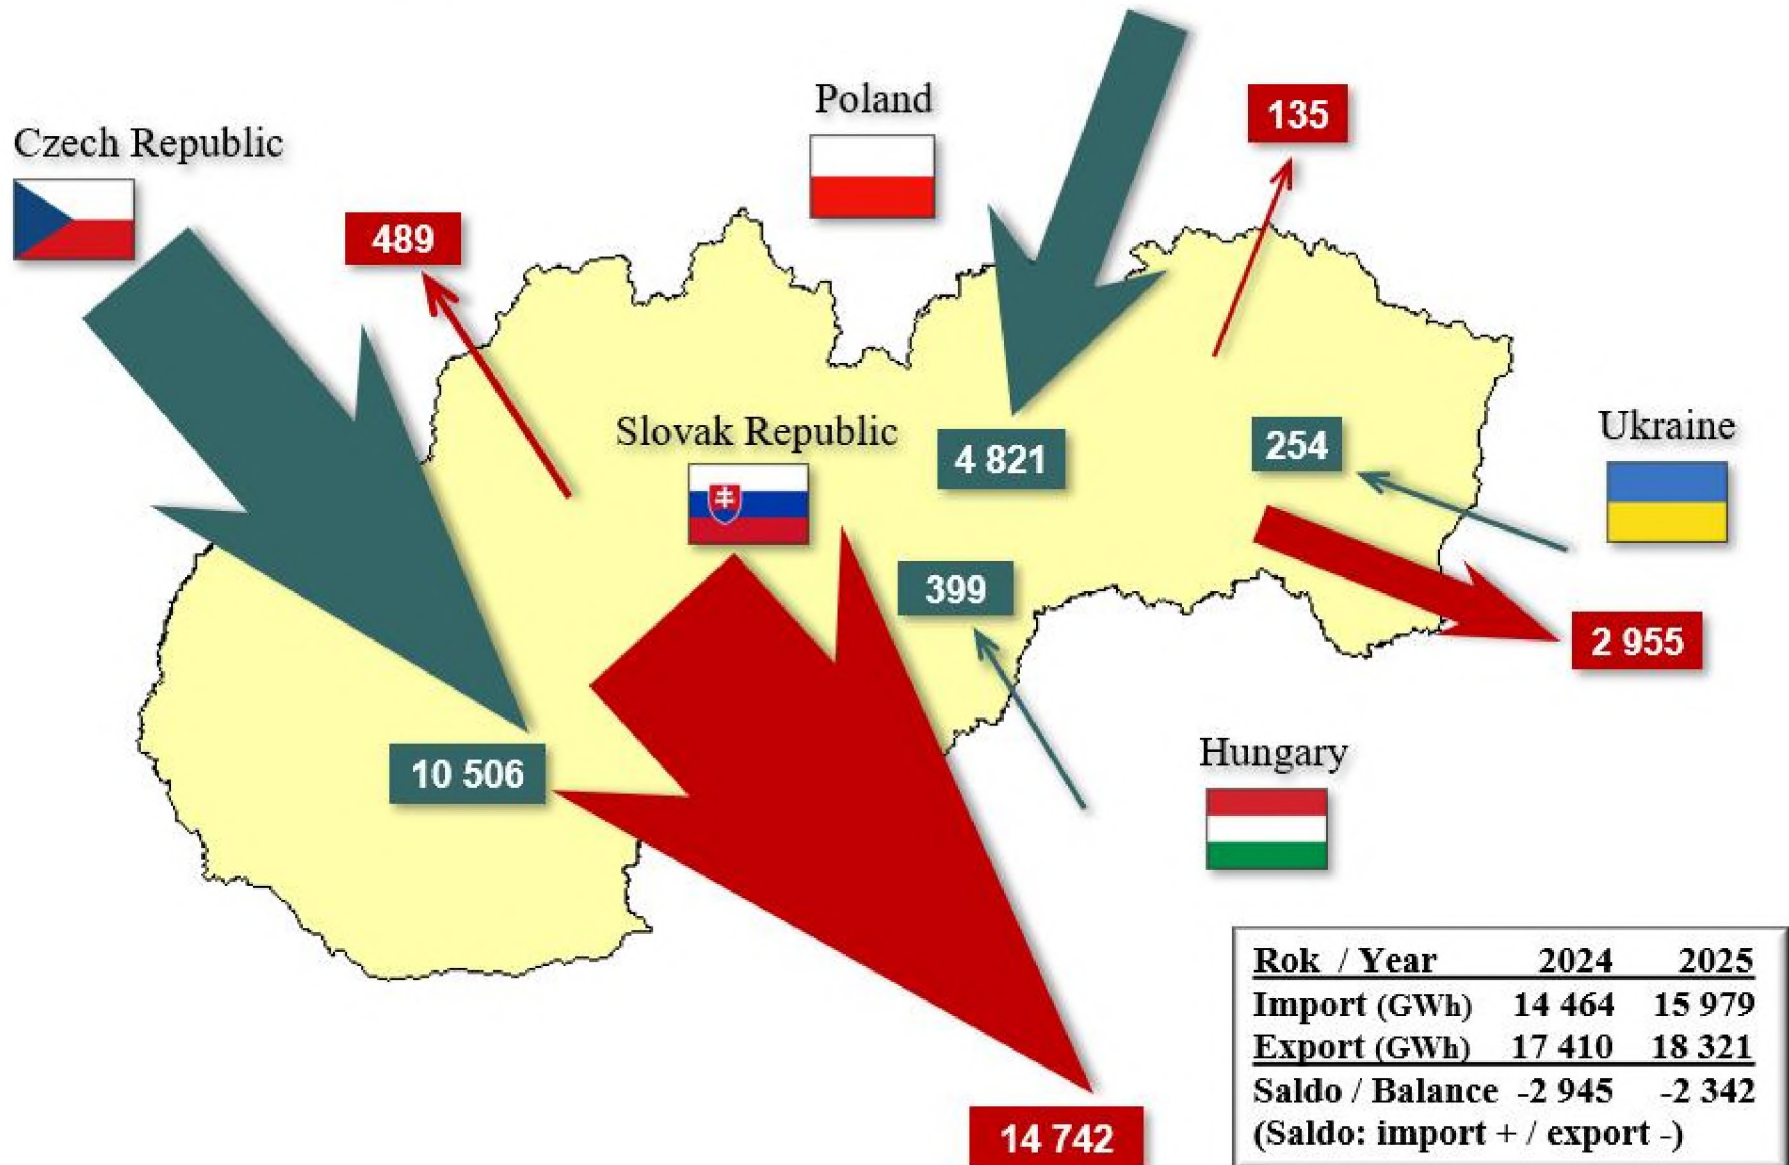 Poland
135
Czech Republic
489
Slovak Republic
4 821
254
Ukraine
399
2 955
10 506
Hungary
14 742
Rok / Year 2024 2025
Import (GWh) 14 464 15 979
Export (GWh) 17 410 18 321
Saldo / Balance -2 945 -2 342
(Saldo: import + / export -)